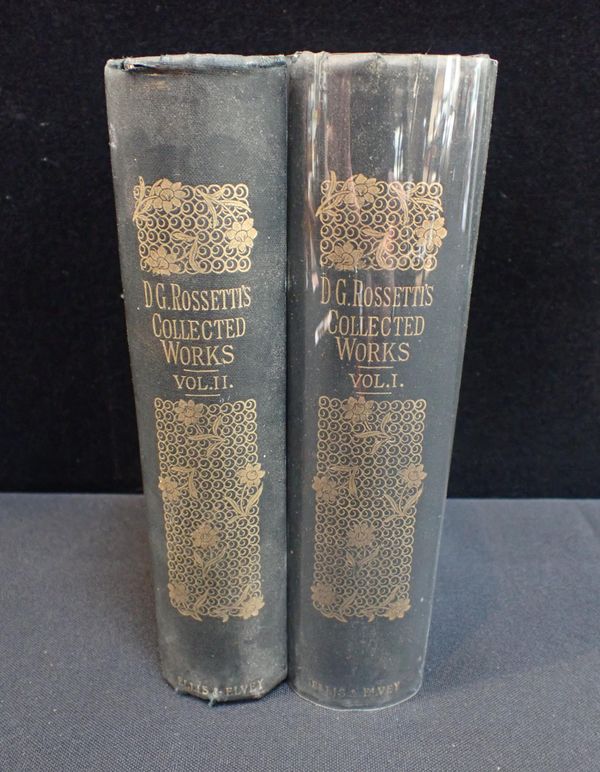 D.G. ROSSETTI'S
COLLECTED
WORKS
VOL. II.
ELLIS & ELVEY
D.G. ROSSETTI'S
COLLECTED
WORKS
VOL. I.
ELLIS & ELVEY